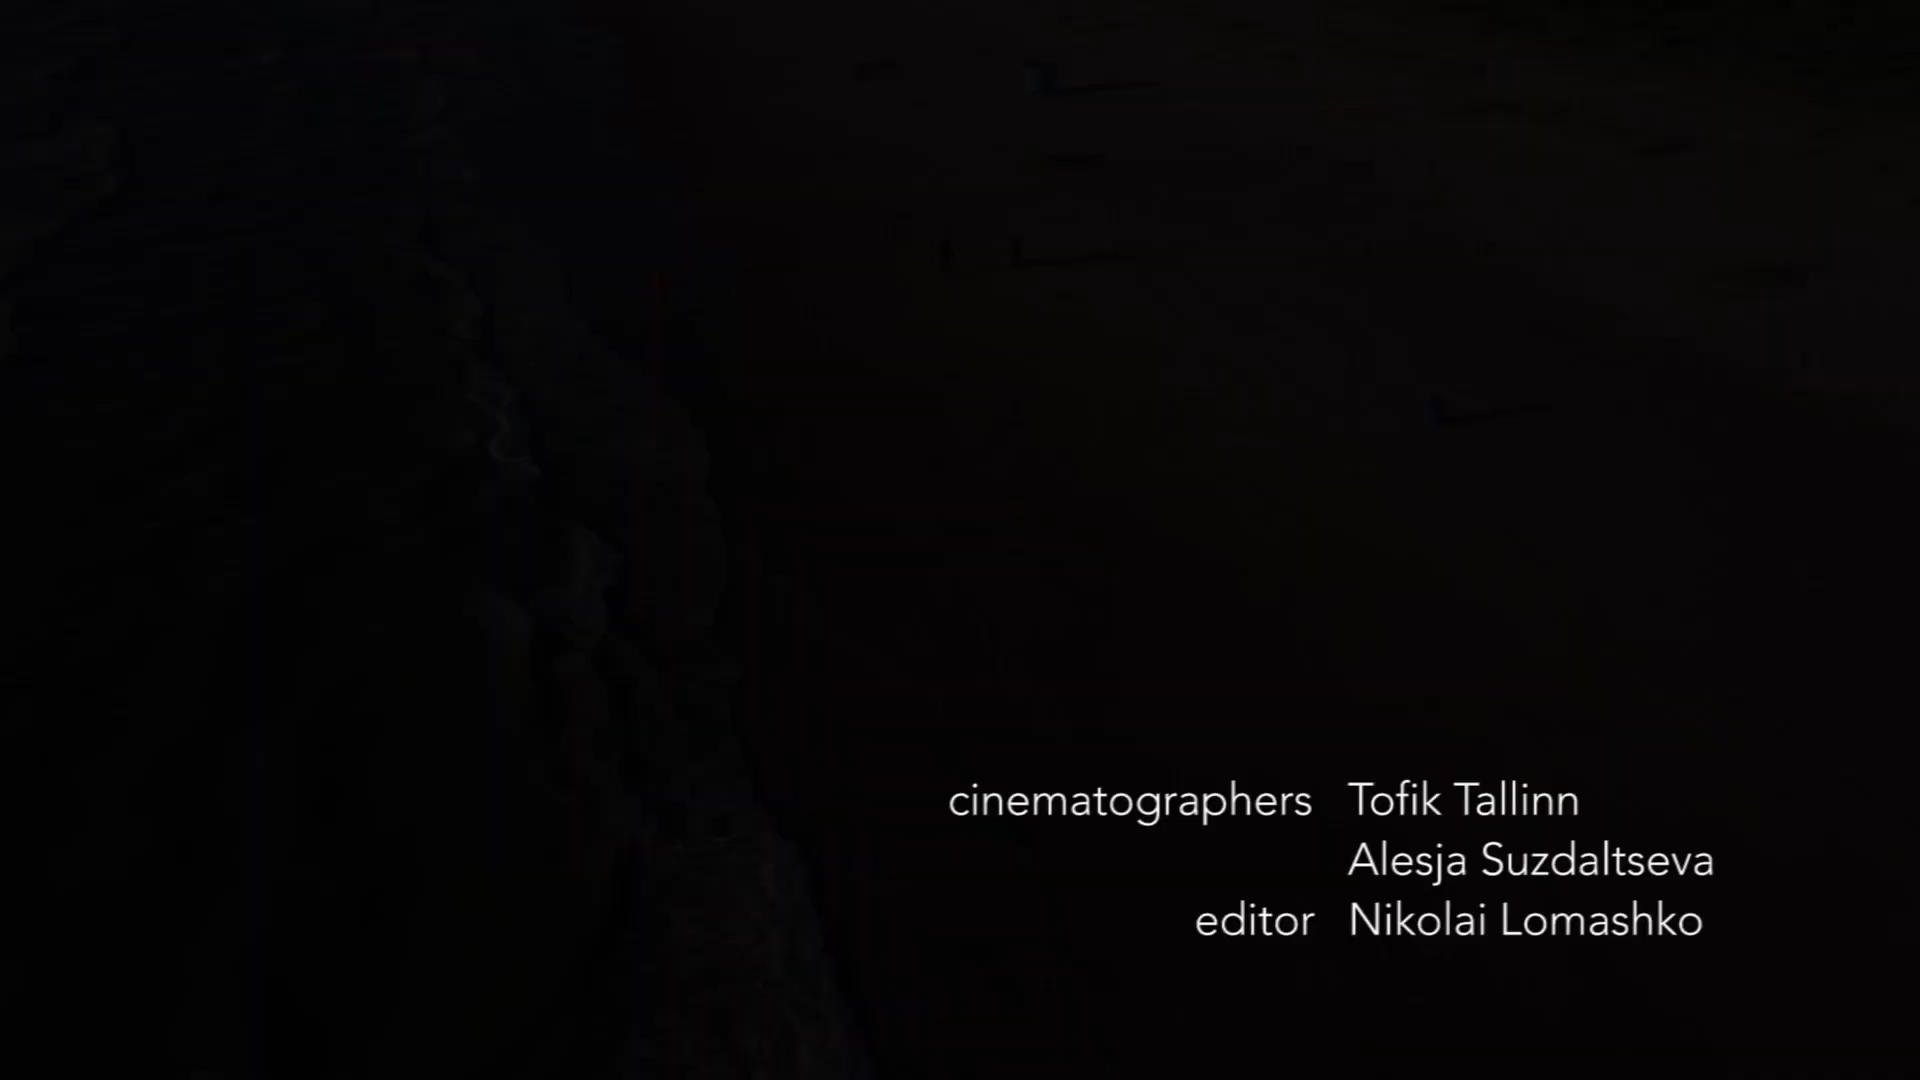 cinematographers Tofik Tallinn
Alesja Suzdaltseva
editor Nikolai Lomashko